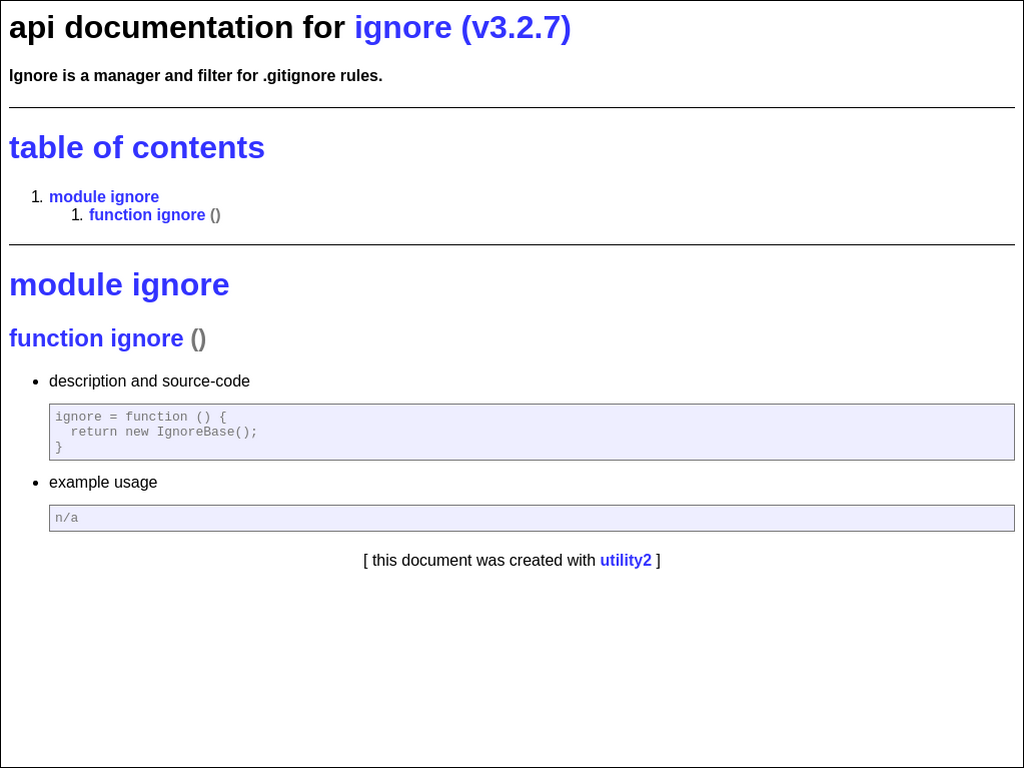 api documentation for ignore (v3.2.7)
Ignore is a manager and filter for .gitignore rules.
table of contents
1. module ignore
1. function ignore ()
module ignore
function ignore ()
• description and source-code
ignore = function () {
  return new IgnoreBase();
}
• example usage
n/a
[ this document was created with utility2 ]